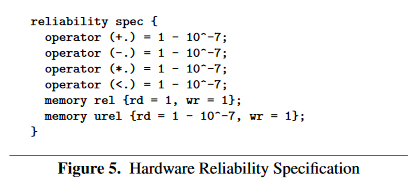 reliability spec {
operator (+.) = 1 - 10^-7;
operator (-.) = 1 - 10^-7;
operator (*.) = 1 - 10^-7;
operator (<.) = 1 - 10^-7;
memory rel {rd = 1, wr = 1};
memory urel {rd = 1 - 10^-7, wr = 1};
}
Figure 5. Hardware Reliability Specification